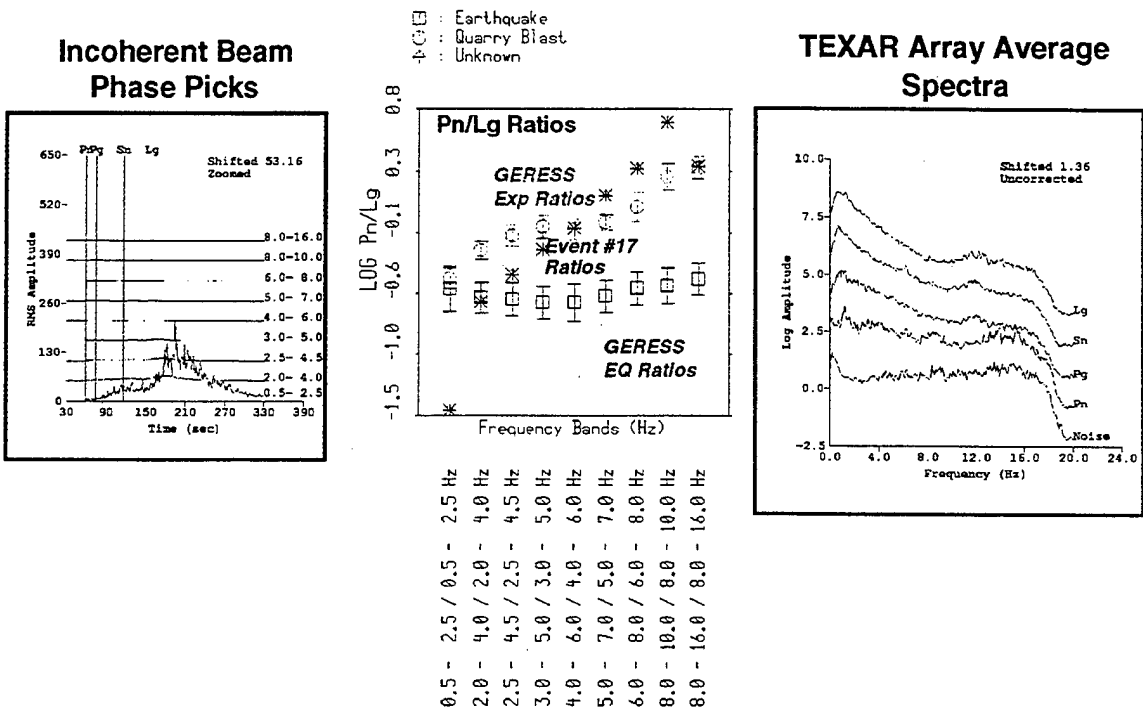 Incoherent Beam
Phase Picks
650-
520-
390
260-
130-
0
Pn Pg Sn Lg
Shifted 53.16
Zoomed
8.0-16.0
8.0-10.0
6.0- 8.0
5.0- 7.0
4.0- 6.0
3.0- 5.0
2.5- 4.5
2.0- 4.0
0.5- 2.5
RMS Amplitude
30 90 150 210 270 330 390
Time (sec)
: Earthquake
: Quarry Blast
: Unknown
Pn/Lg Ratios
GERESS
Exp Ratios
Event #17
Ratios
GERESS
EQ Ratios
LOG Pn/Lg
0.8
0.3
-0.1
-0.6
-1.0
-1.5
Frequency Bands (Hz)
0.5 - 2.5 / 0.5 - 2.5 Hz
2.0 - 4.0 / 2.0 - 4.0 Hz
2.5 - 4.5 / 2.5 - 4.5 Hz
3.0 - 5.0 / 3.0 - 5.0 Hz
4.0 - 6.0 / 4.0 - 6.0 Hz
5.0 - 7.0 / 5.0 - 7.0 Hz
6.0 - 8.0 / 6.0 - 8.0 Hz
8.0 - 10.0 / 8.0 - 10.0 Hz
8.0 - 16.0 / 8.0 - 16.0 Hz
TEXAR Array Average
Spectra
Shifted 1.36
Uncorrected
10.0
7.5
5.0
2.5
0.0
-2.5
Log Amplitude
Lg
Sn
Pg
Pn
Noise
0.0 4.0 8.0 12.0 16.0 20.0 24.0
Frequency (Hz)